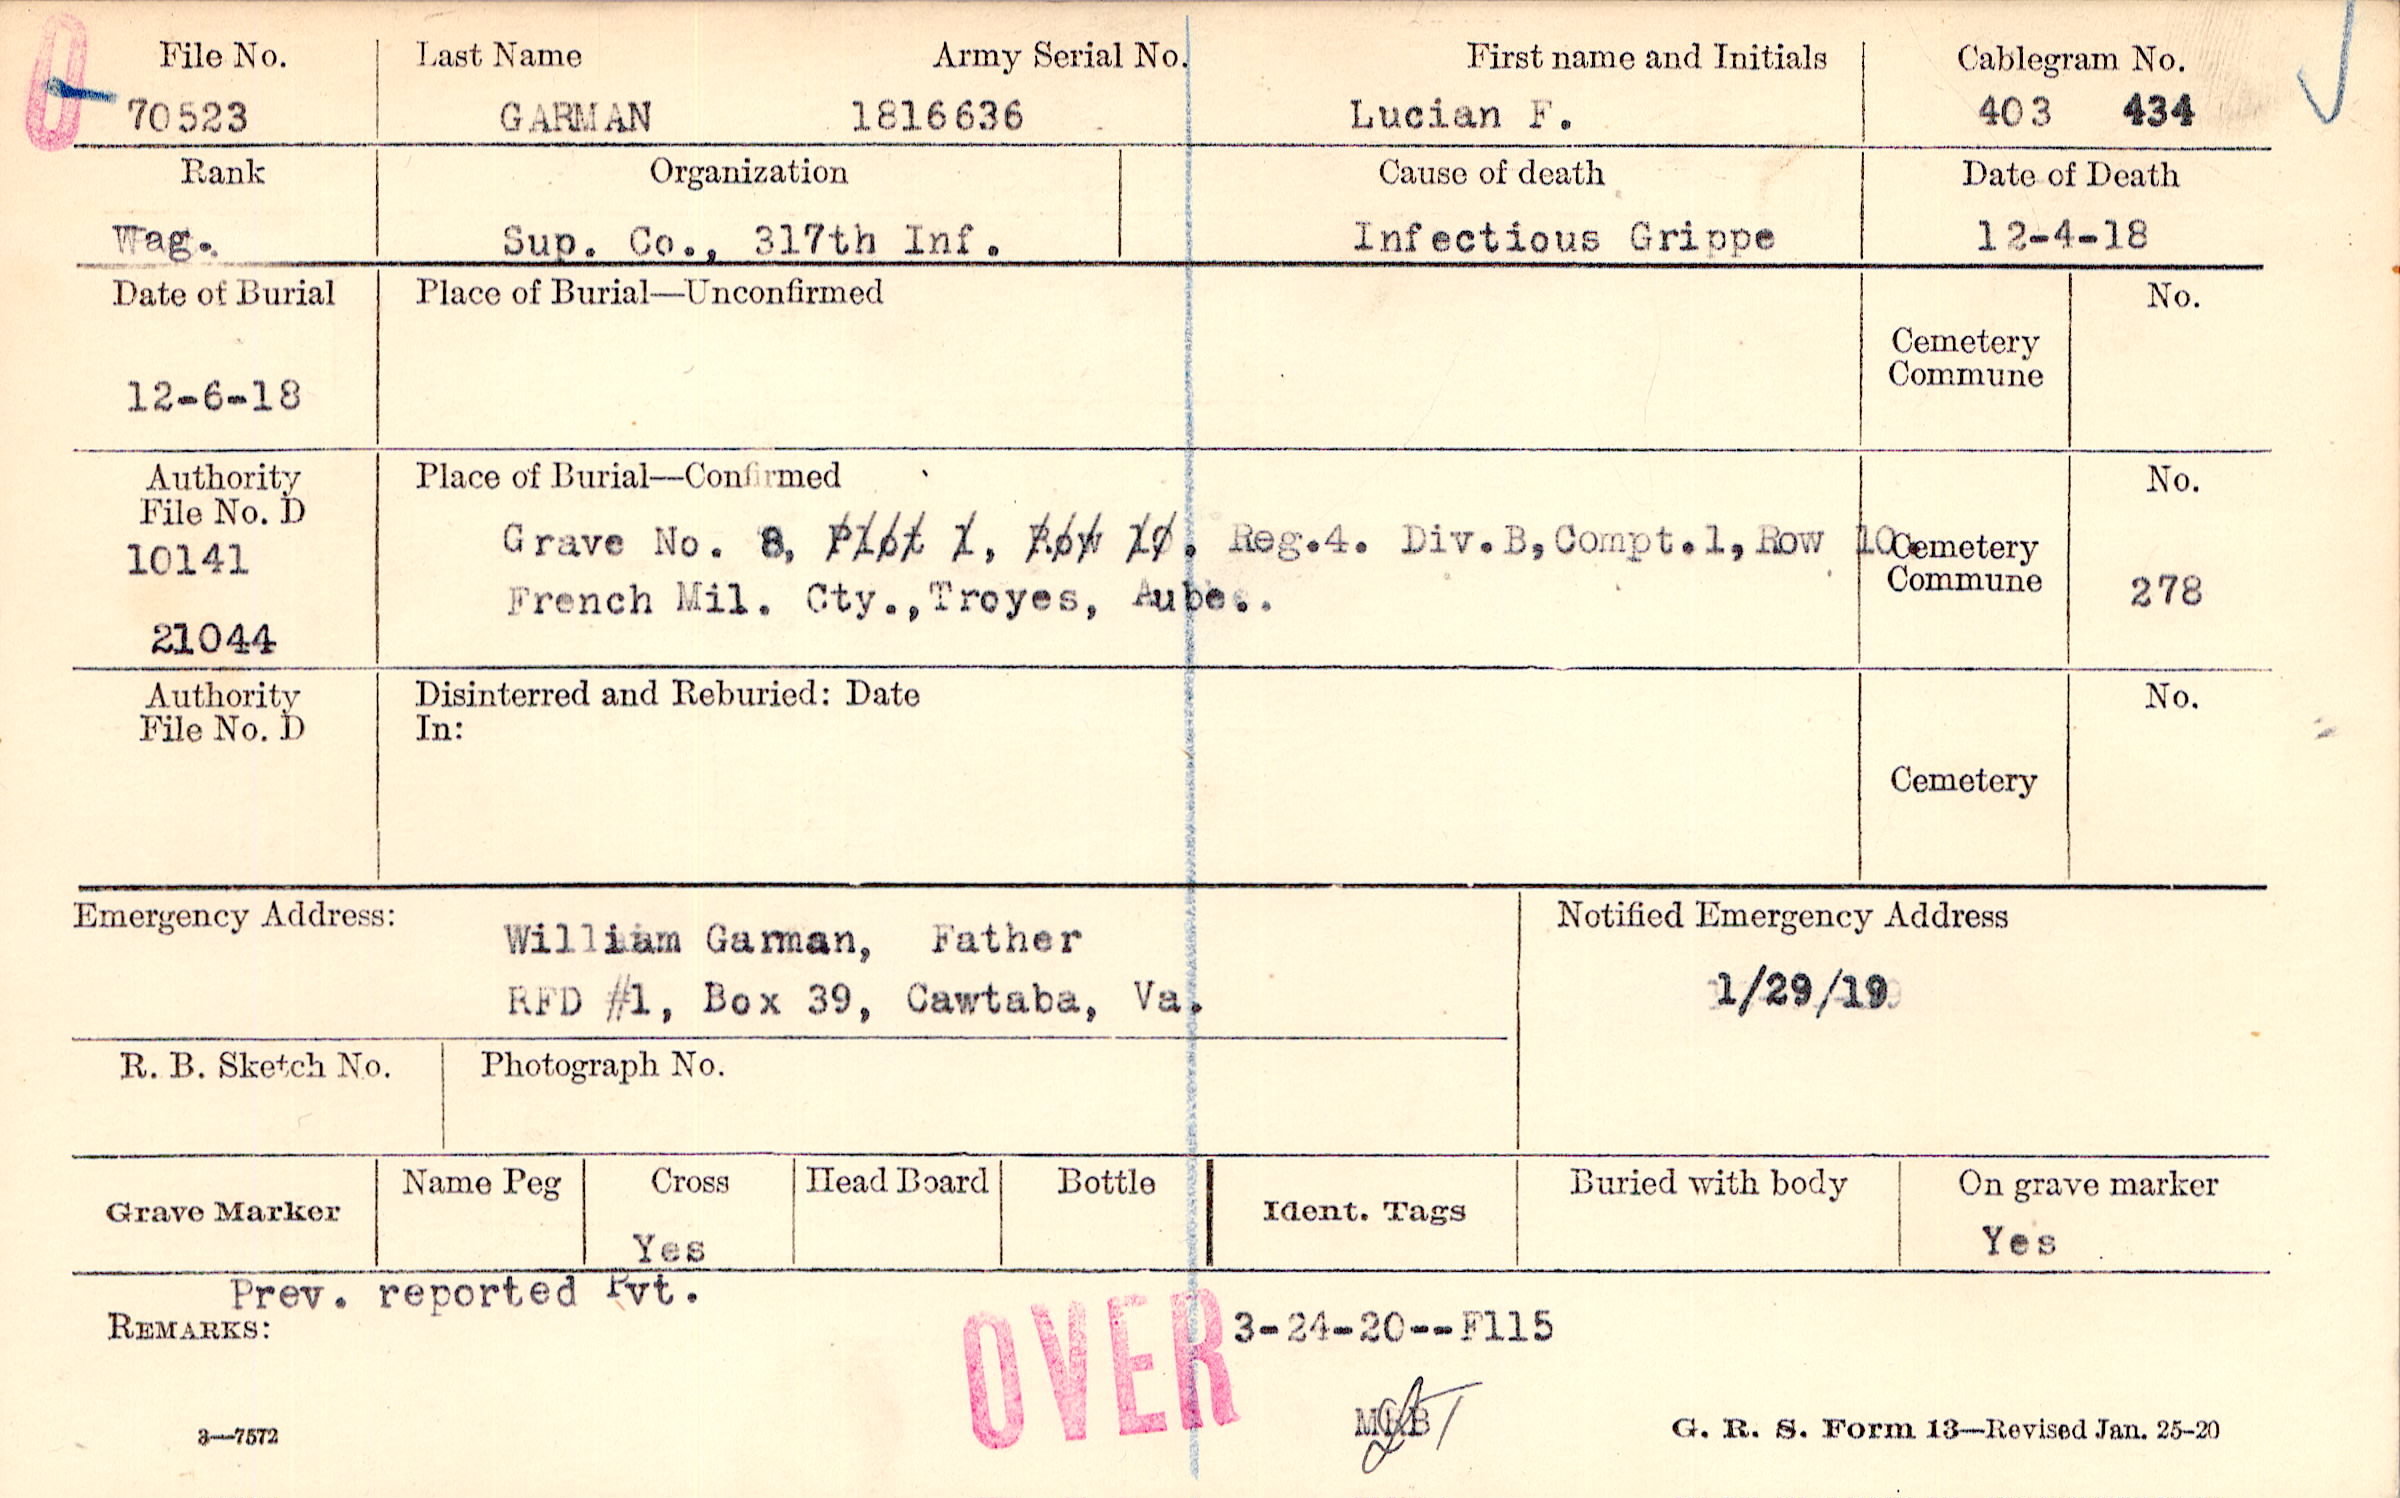 O
File No. Last Name Army Serial No. First name and Initials Cablegram No.
70523 GARMAN 1816636 Lucian F. 403 434
Rank Organization Cause of death Date of Death
Wag. Sup. Co., 317th Inf. Infectious Grippe 12-4-18
Date of Burial Place of Burial—Unconfirmed No.
Cemetery
Commune
12-6-18
Authority Place of Burial—Confirmed No.
File No. D
10141 Grave No. 8, Plot 1, Row 10. Reg.4. Div.B,Compt.1,Row 10. Cemetery
French Mil. Cty.,Troyes, Aube.. Commune 278
21044
Authority Disinterred and Reburied: Date No.
File No. D In:
Cemetery
Emergency Address: Notified Emergency Address
William Garman, Father
RFD #1, Box 39, Cawtaba, Va. 1/29/19
R. B. Sketch No. Photograph No.
Grave Marker Name Peg Cross Head Board Bottle Ident. Tags Buried with body On grave marker
Yes Yes
Prev. reported Pvt.
REMARKS: OVER 3-24-20--F115
3—7572 G. R. S. Form 13—Revised Jan. 25-20